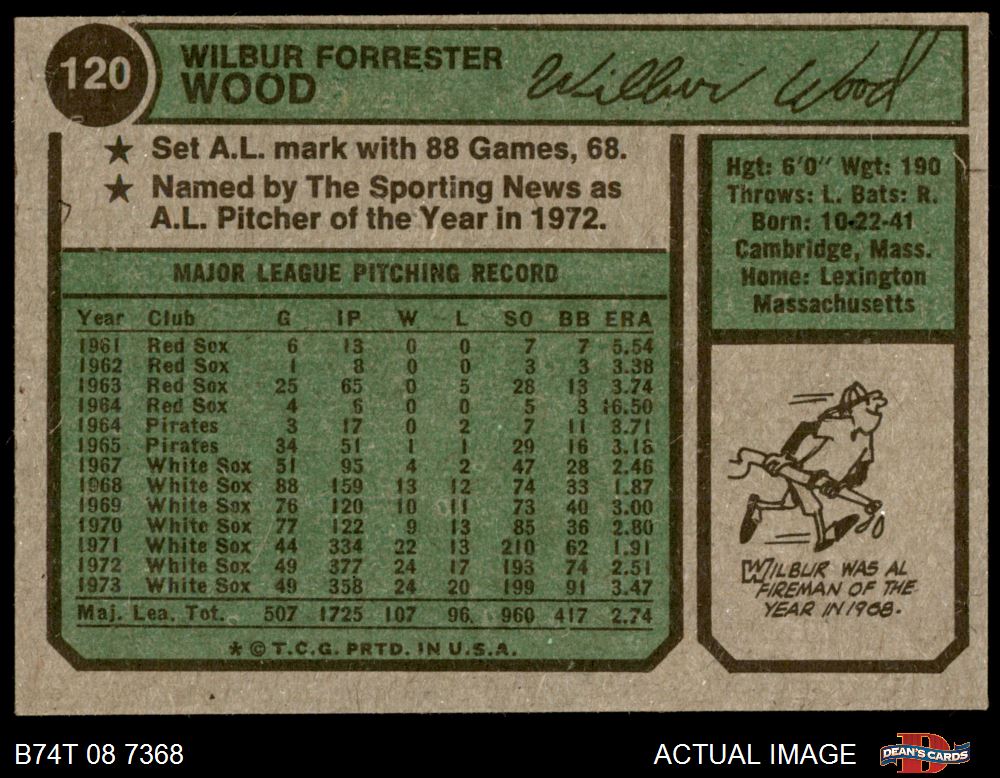 120
WILBUR FORRESTER
WOOD
Wilbur Wood
★ Set A.L. mark with 88 Games, 68.
★ Named by The Sporting News as
A.L. Pitcher of the Year in 1972.
MAJOR LEAGUE PITCHING RECORD
Year Club G IP W L SO BB ERA
1961 Red Sox 6 13 0 0 7 7 5.54
1962 Red Sox 1 8 0 0 3 3 3.38
1963 Red Sox 25 65 0 5 28 13 3.74
1964 Red Sox 4 6 0 0 5 3 16.50
1964 Pirates 3 17 0 2 7 11 3.71
1965 Pirates 34 51 1 1 29 16 3.18
1967 White Sox 51 95 4 2 47 28 2.46
1968 White Sox 88 159 13 12 74 33 1.87
1969 White Sox 76 120 10 11 73 40 3.00
1970 White Sox 77 122 9 13 85 36 2.80
1971 White Sox 44 334 22 13 210 62 1.91
1972 White Sox 49 377 24 17 193 74 2.51
1973 White Sox 49 358 24 20 199 91 3.47
Maj. Lea. Tot. 507 1725 107 96 960 417 2.74
* © T.C.G. PRTD. IN U.S.A.
Hgt: 6'0" Wgt: 190
Throws: L. Bats: R.
Born: 10-22-41
Cambridge, Mass.
Home: Lexington
Massachusetts
WILBUR WAS AL
FIREMAN OF THE
YEAR IN 1968.
B74T 08 7368
ACTUAL IMAGE
DEAN'S CARDS